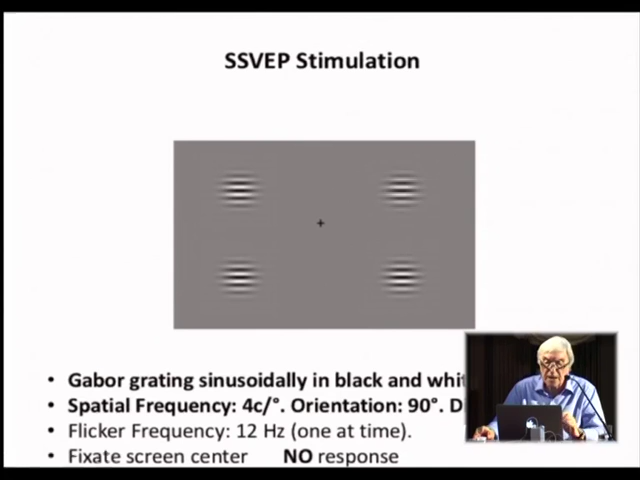 SSVEP Stimulation
• Gabor grating sinusoidally in black and whit
• Spatial Frequency: 4c/°. Orientation: 90°. D
• Flicker Frequency: 12 Hz (one at time).
• Fixate screen center NO response